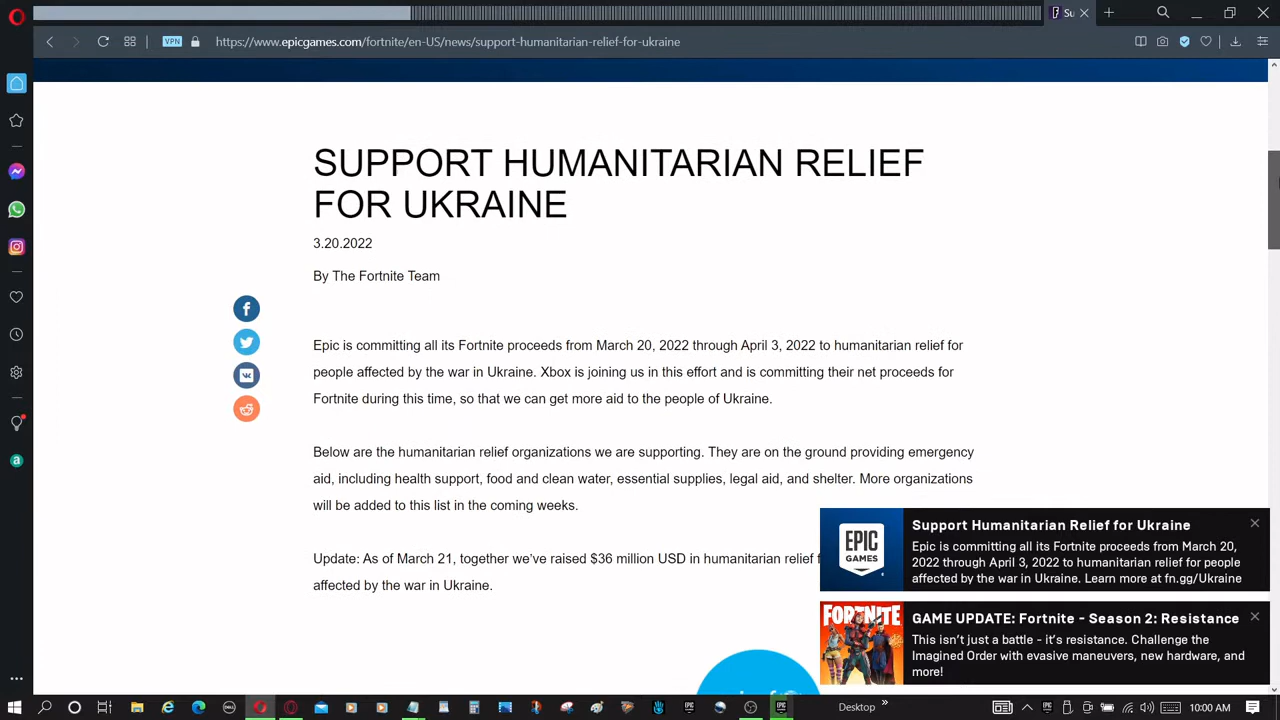 Su
VPN
https://www.epicgames.com/fortnite/en-US/news/support-humanitarian-relief-for-ukraine
SUPPORT HUMANITARIAN RELIEF
FOR UKRAINE
3.20.2022
By The Fortnite Team
Epic is committing all its Fortnite proceeds from March 20, 2022 through April 3, 2022 to humanitarian relief for
people affected by the war in Ukraine. Xbox is joining us in this effort and is committing their net proceeds for
Fortnite during this time, so that we can get more aid to the people of Ukraine.
Below are the humanitarian relief organizations we are supporting. They are on the ground providing emergency
aid, including health support, food and clean water, essential supplies, legal aid, and shelter. More organizations
will be added to this list in the coming weeks.
Update: As of March 21, together we've raised $36 million USD in humanitarian relief f
affected by the war in Ukraine.
EPIC
GAMES
Support Humanitarian Relief for Ukraine
Epic is committing all its Fortnite proceeds from March 20,
2022 through April 3, 2022 to humanitarian relief for people
affected by the war in Ukraine. Learn more at fn.gg/Ukraine
FORTNITE
GAME UPDATE: Fortnite - Season 2: Resistance
This isn't just a battle - it's resistance. Challenge the
Imagined Order with evasive maneuvers, new hardware, and
more!
Desktop
10:00 AM